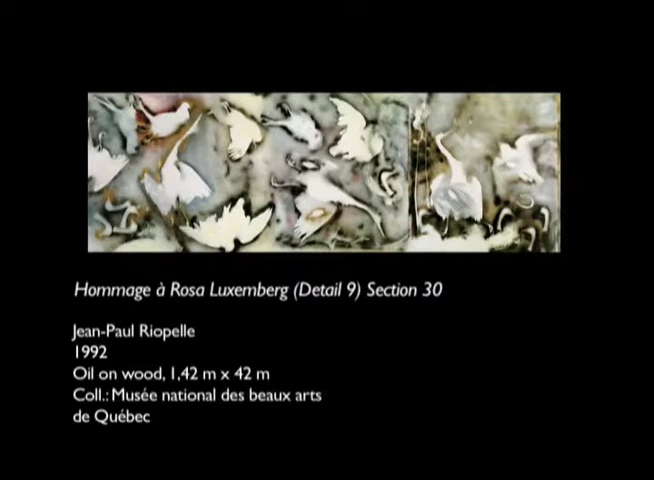 Hommage à Rosa Luxemberg (Detail 9) Section 30
Jean-Paul Riopelle
1992
Oil on wood, 1,42 m x 42 m
Coll.: Musée national des beaux arts
de Québec